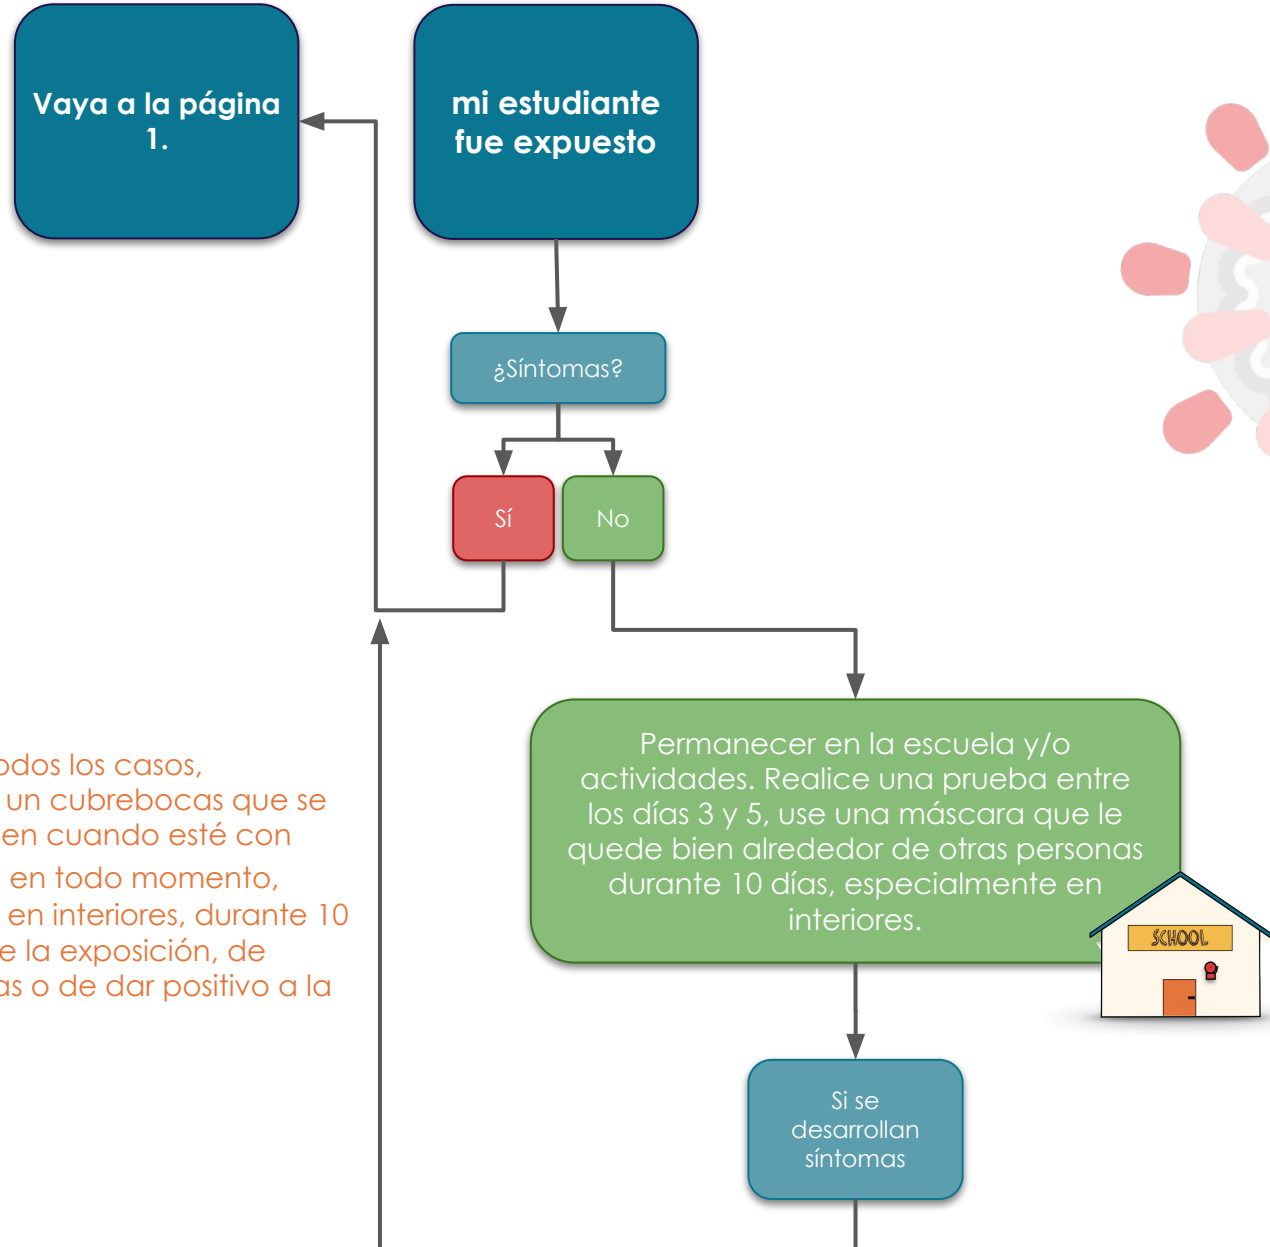 Vaya a la página
1.
mi estudiante
fue expuesto
¿Síntomas?
Sí
No
Permanecer en la escuela y/o
actividades. Realice una prueba entre
los días 3 y 5, use una máscara que le
quede bien alrededor de otras personas
durante 10 días, especialmente en
interiores.
SCHOOL
todos los casos,
un cubrebocas que se
en cuando esté con
en todo momento,
en interiores, durante 10
e la exposición, de
as o de dar positivo a la
Si se
desarrollan
síntomas